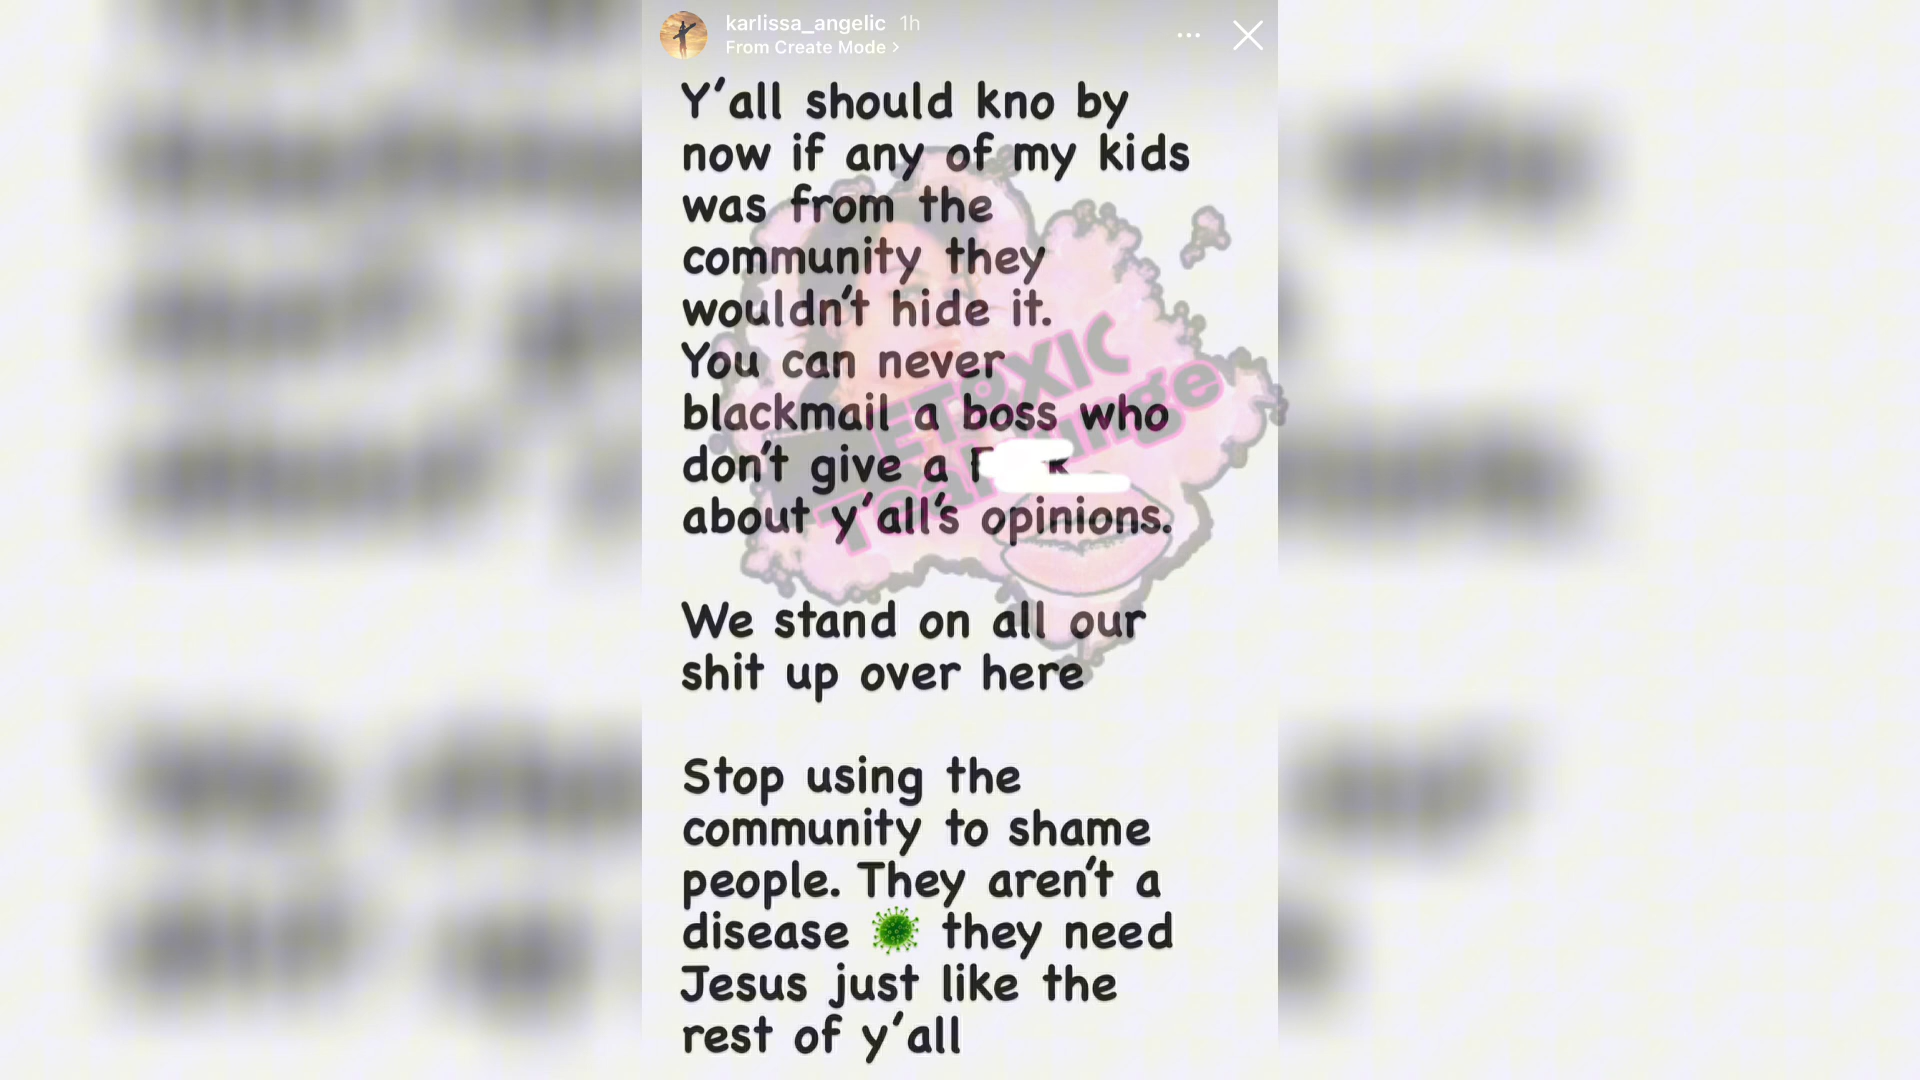 karlissa_angelic 1h
From Create Mode >
Y'all should kno by
now if any of my kids
was from the
community they
wouldn't hide it.
You can never
blackmail a boss who
don't give a F k
about y'all's opinions.
We stand on all our
shit up over here
Stop using the
community to shame
people. They aren't a
disease 🦠 they need
Jesus just like the
rest of y'all